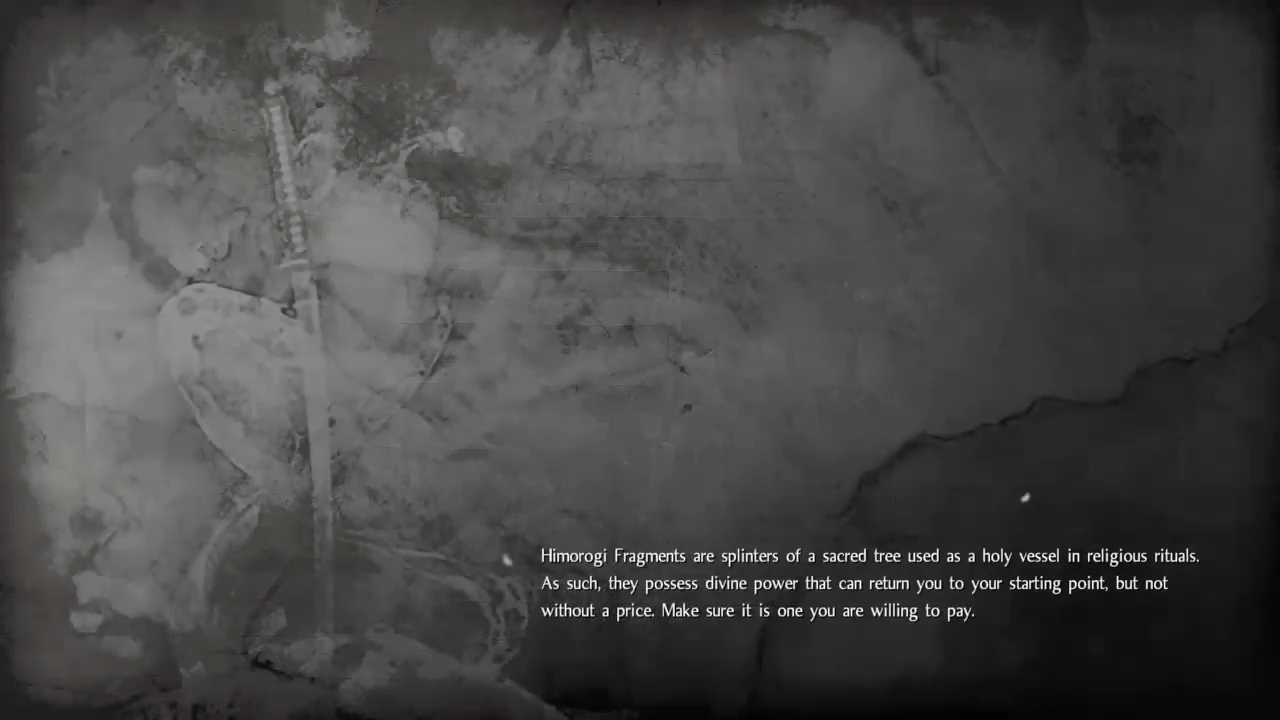 Himorogi Fragments are splinters of a sacred tree used as a holy vessel in religious rituals.
As such, they possess divine power that can return you to your starting point, but not
without a price. Make sure it is one you are willing to pay.